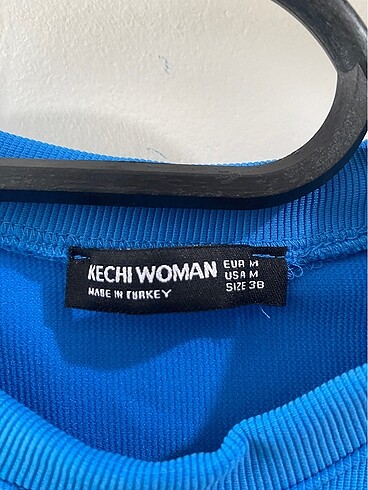 KECHI WOMAN
MADE IN TURKEY
EUR M
USA M
SIZE 38